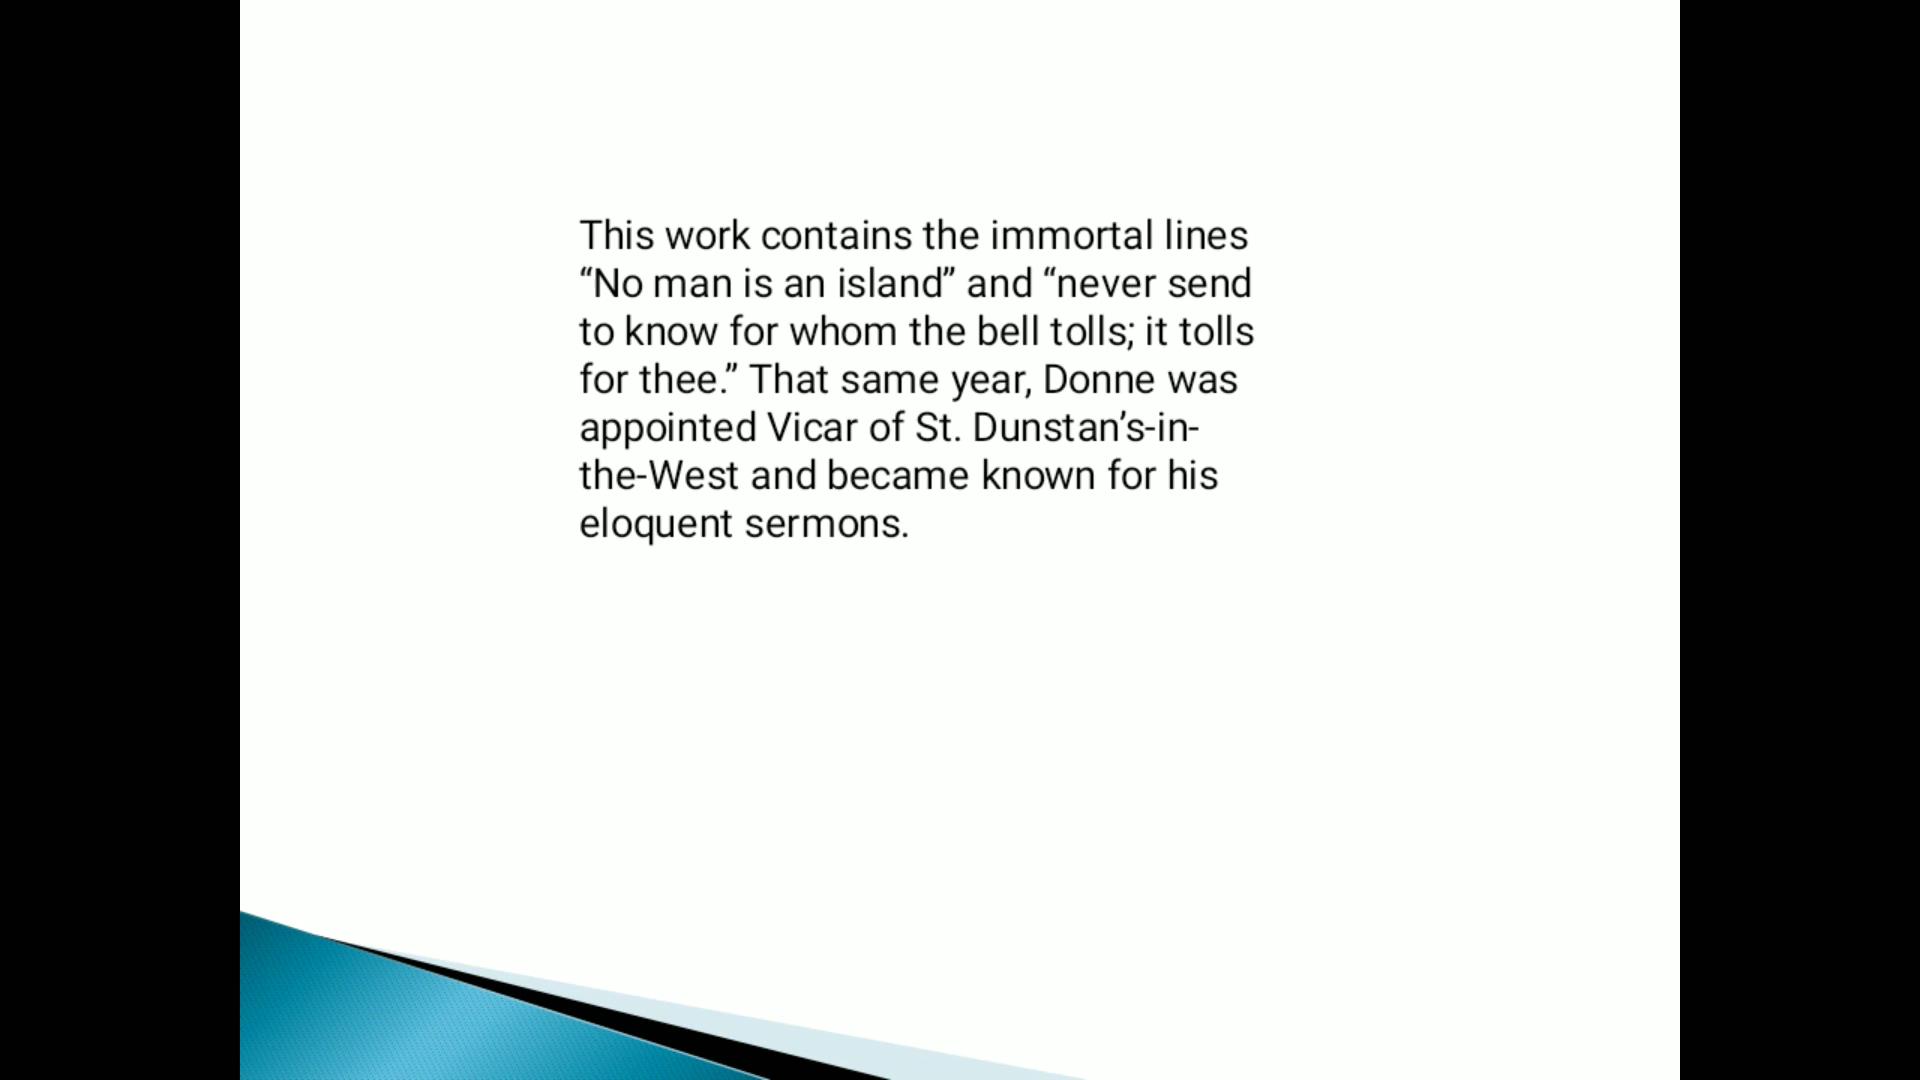 This work contains the immortal lines
“No man is an island” and “never send
to know for whom the bell tolls; it tolls
for thee.” That same year, Donne was
appointed Vicar of St. Dunstan’s-in-
the-West and became known for his
eloquent sermons.